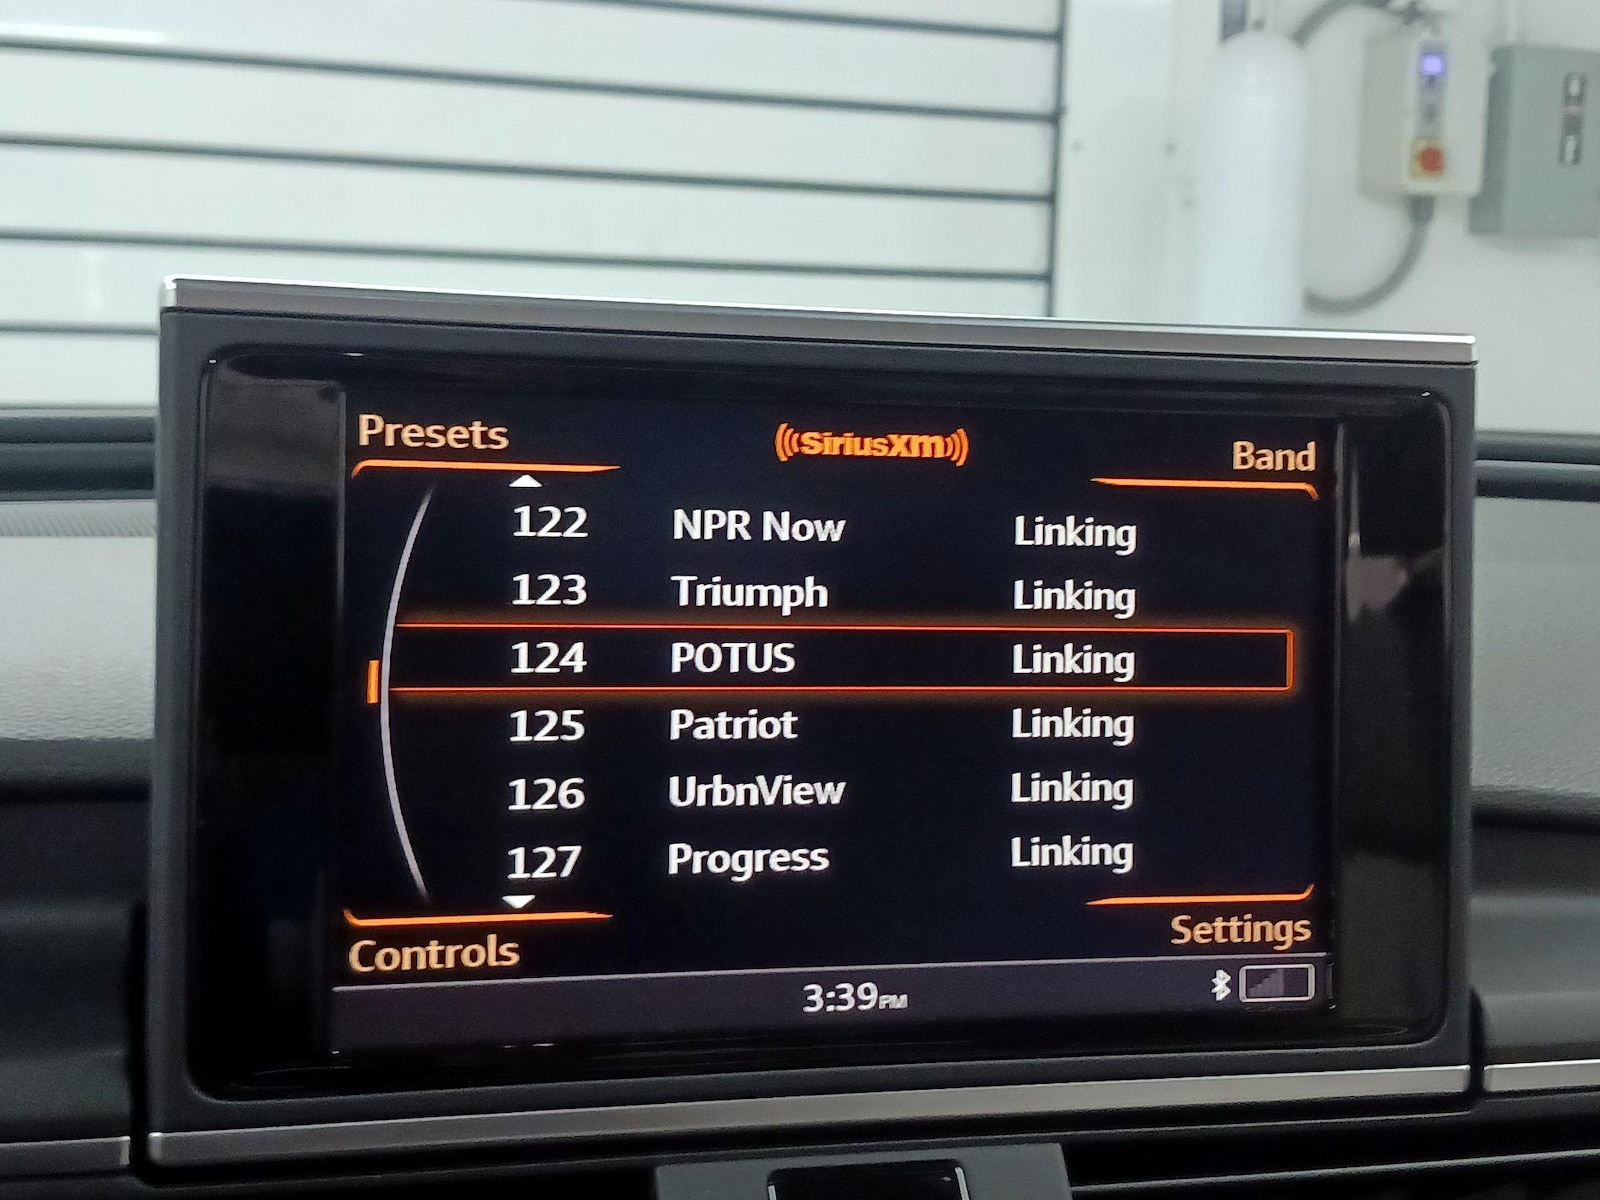 Presets
SiriusXM
Band
122 NPR Now Linking
123 Triumph Linking
124 POTUS Linking
125 Patriot Linking
126 UrbnView Linking
127 Progress Linking
Controls
Settings
3:39PM